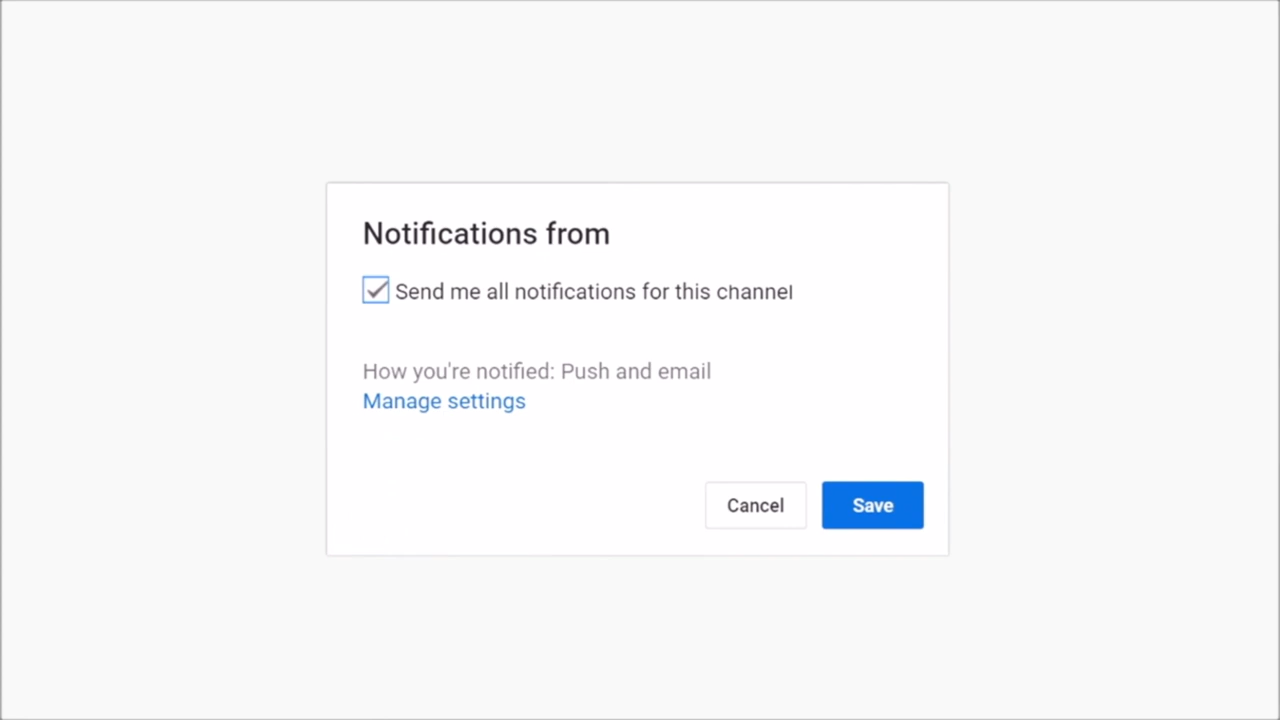 Notifications from
Send me all notifications for this channel
How you're notified: Push and email
Manage settings
Cancel
Save